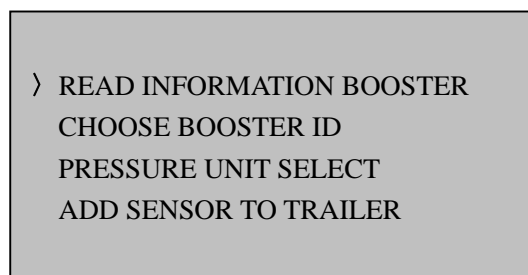 〉 READ INFORMATION BOOSTER
CHOOSE BOOSTER ID
PRESSURE UNIT SELECT
ADD SENSOR TO TRAILER